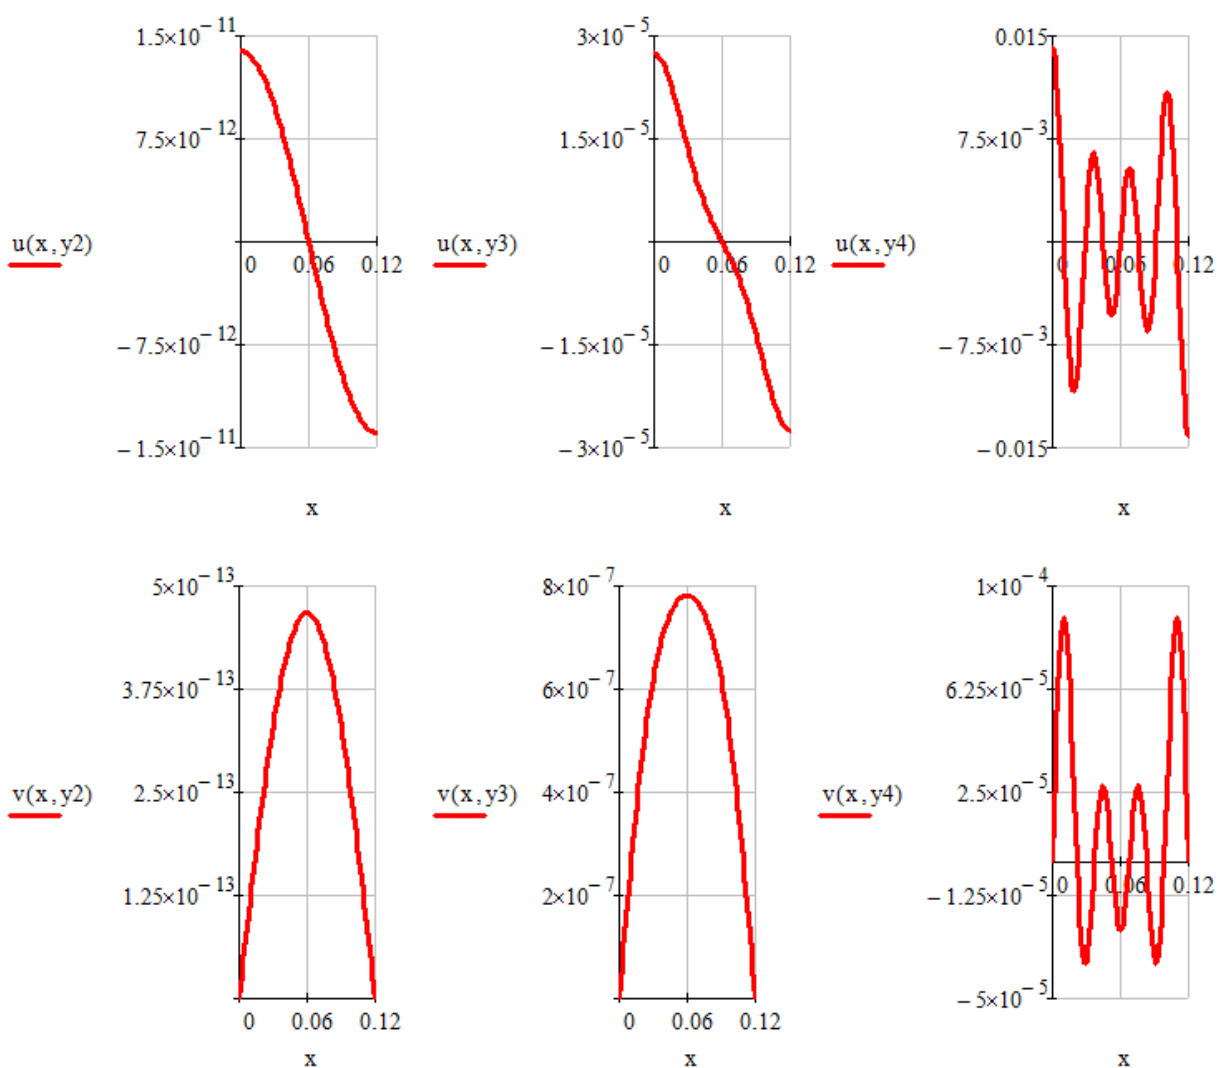 1.5×10⁻¹¹
7.5×10⁻¹²
u(x,y2)
0 0.06 0.12
−7.5×10⁻¹²
−1.5×10⁻¹¹
x
3×10⁻⁵
1.5×10⁻⁵
u(x,y3)
0 0.06 0.12
−1.5×10⁻⁵
−3×10⁻⁵
x
0.015
7.5×10⁻³
u(x,y4)
0 0.06 0.12
−7.5×10⁻³
−0.015
x
5×10⁻¹³
3.75×10⁻¹³
v(x,y2)
2.5×10⁻¹³
1.25×10⁻¹³
0 0.06 0.12
x
8×10⁻⁷
6×10⁻⁷
v(x,y3)
4×10⁻⁷
2×10⁻⁷
0 0.06 0.12
x
1×10⁻⁴
6.25×10⁻⁵
v(x,y4)
2.5×10⁻⁵
0 0.06 0.12
−1.25×10⁻⁵
−5×10⁻⁵
x